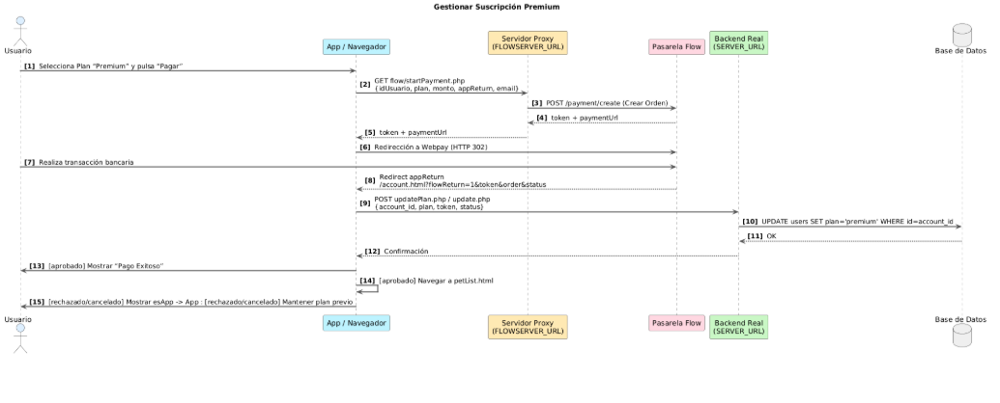 Gestionar Suscripción Premium
Usuario
App / Navegador
Servidor Proxy
(FLOWSERVER_URL)
Pasarela Flow
Backend Real
(SERVER_URL)
Base de Datos
[1] Selecciona Plan "Premium" y pulsa "Pagar"
[2] GET flow/startPayment.php
{idUsuario, plan, monto, appReturn, email}
[3] POST /payment/create (Crear Orden)
[4] token + paymentUrl
[5] token + paymentUrl
[6] Redirección a Webpay (HTTP 302)
[7] Realiza transacción bancaria
[8] Redirect appReturn
/account.html?flowReturn=1&token&order&status
[9] POST updatePlan.php / update.php
{account_id, plan, token, status}
[10] UPDATE users SET plan='premium' WHERE id=account_id
[11] OK
[12] Confirmación
[13] [aprobado] Mostrar "Pago Exitoso"
[14] [aprobado] Navegar a petList.html
[15] [rechazado/cancelado] Mostrar esApp -> App : [rechazado/cancelado] Mantener plan previo
Usuario
App / Navegador
Servidor Proxy
(FLOWSERVER_URL)
Pasarela Flow
Backend Real
(SERVER_URL)
Base de Datos